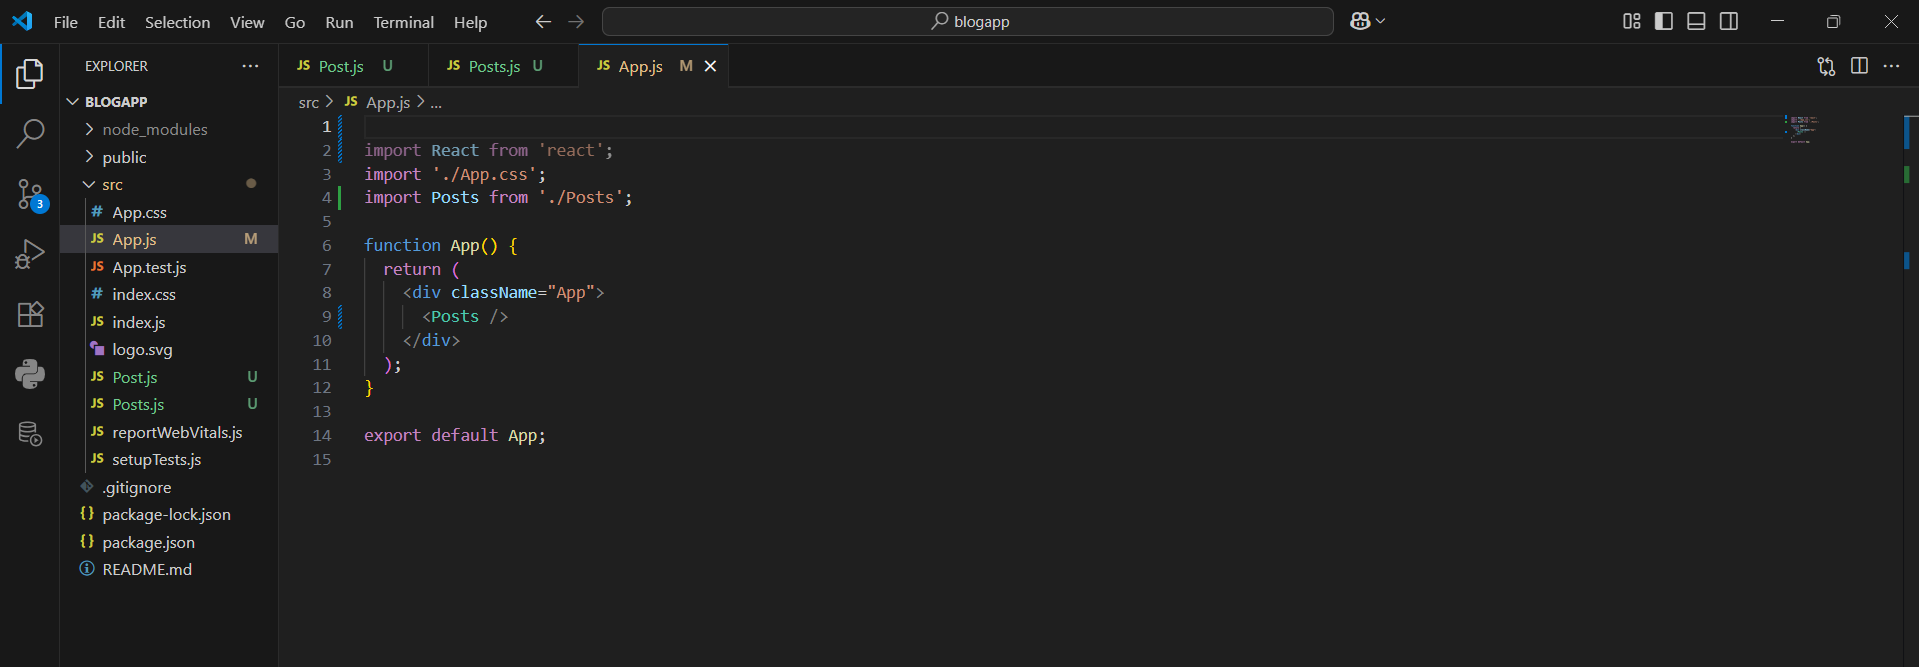 File Edit Selection View Go Run Terminal Help
blogapp
EXPLORER
BLOGAPP
node_modules
public
src
# App.css
JS App.js M
JS App.test.js
# index.css
JS index.js
logo.svg
JS Post.js U
JS Posts.js U
JS reportWebVitals.js
JS setupTests.js
.gitignore
{} package-lock.json
{} package.json
README.md
3
JS Post.js U JS Posts.js U JS App.js M
src > JS App.js > ...
1
2 import React from 'react';
3 import './App.css';
4 import Posts from './Posts';
5
6 function App() {
7 return (
8 <div className="App">
9 <Posts />
10 </div>
11 );
12 }
13
14 export default App;
15